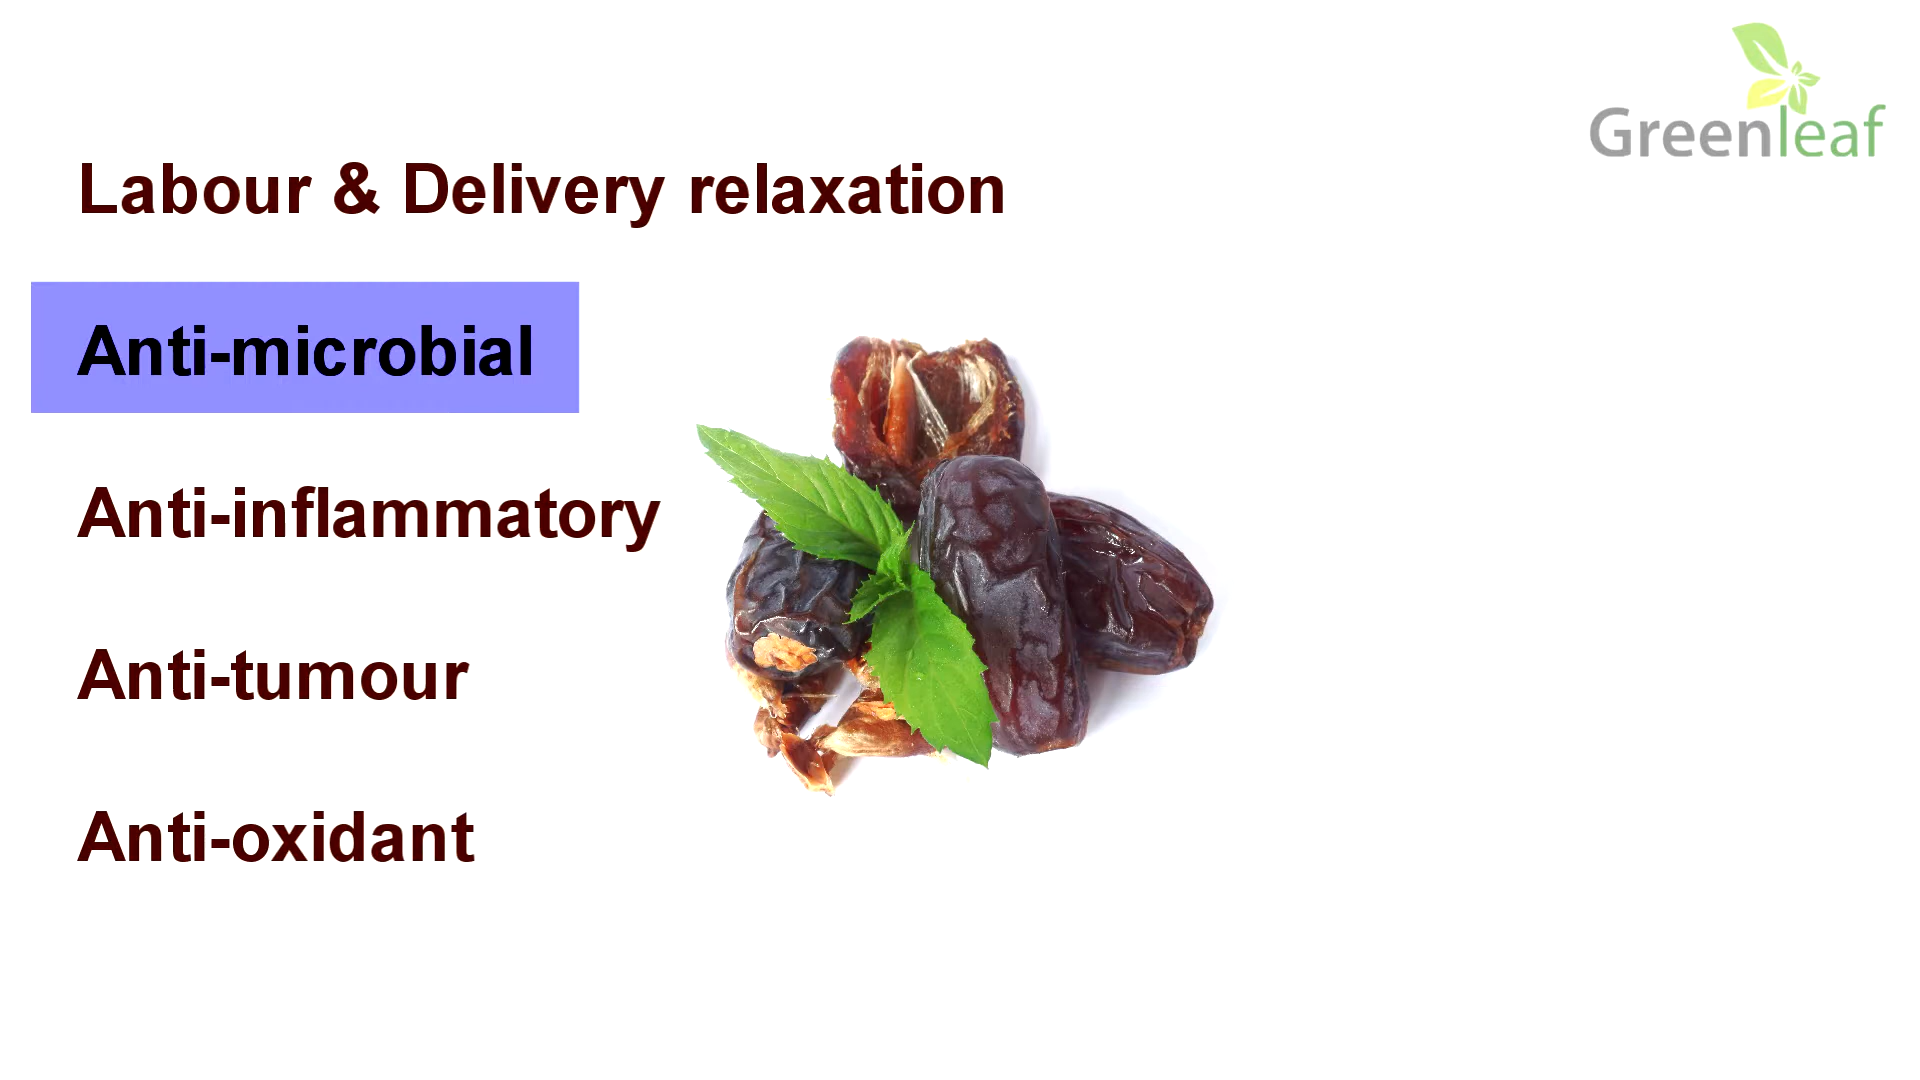 Greenleaf
Labour & Delivery relaxation
Anti-microbial
Anti-inflammatory
Anti-tumour
Anti-oxidant